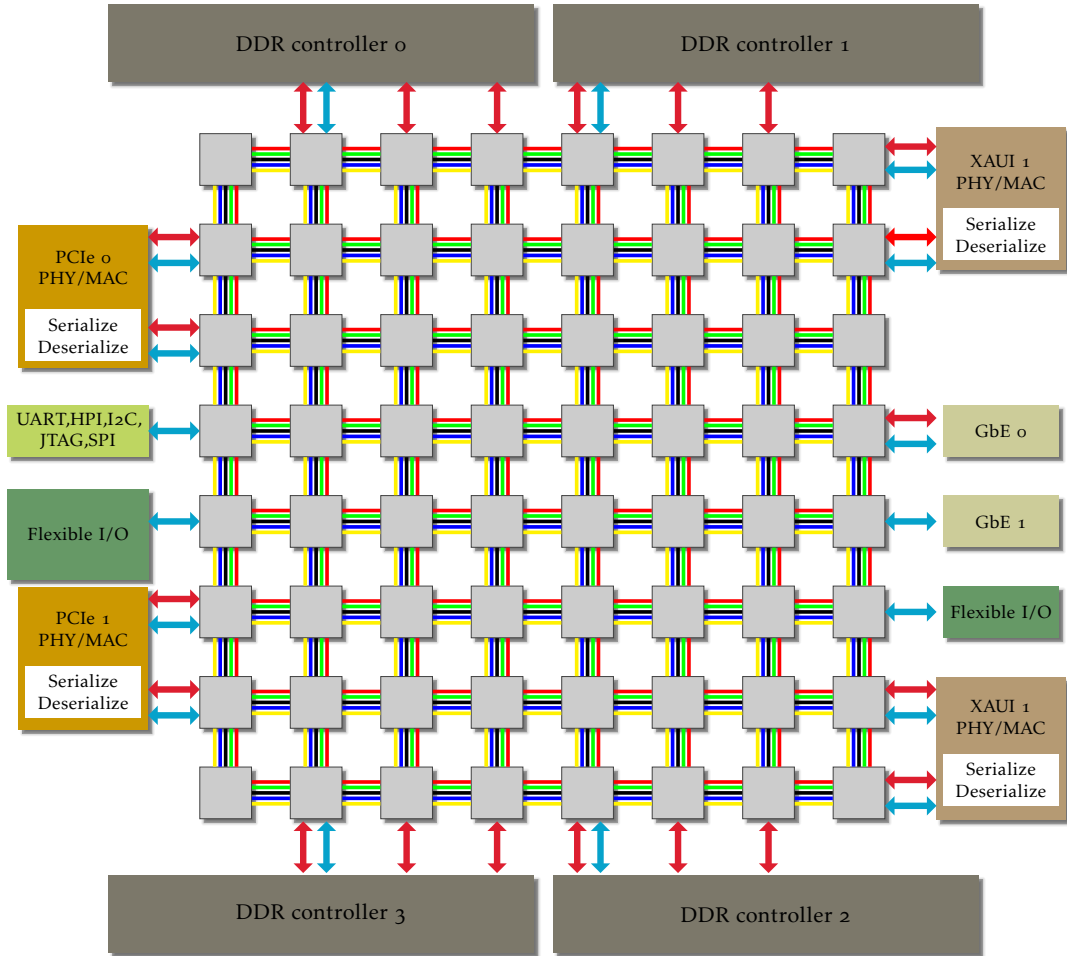 DDR controller 0
DDR controller 1
XAUI 1
PHY/MAC
Serialize
Deserialize
PCIe 0
PHY/MAC
Serialize
Deserialize
UART,HPI,I2C,
JTAG,SPI
GbE 0
Flexible I/O
GbE 1
PCIe 1
PHY/MAC
Serialize
Deserialize
Flexible I/O
XAUI 1
PHY/MAC
Serialize
Deserialize
DDR controller 3
DDR controller 2